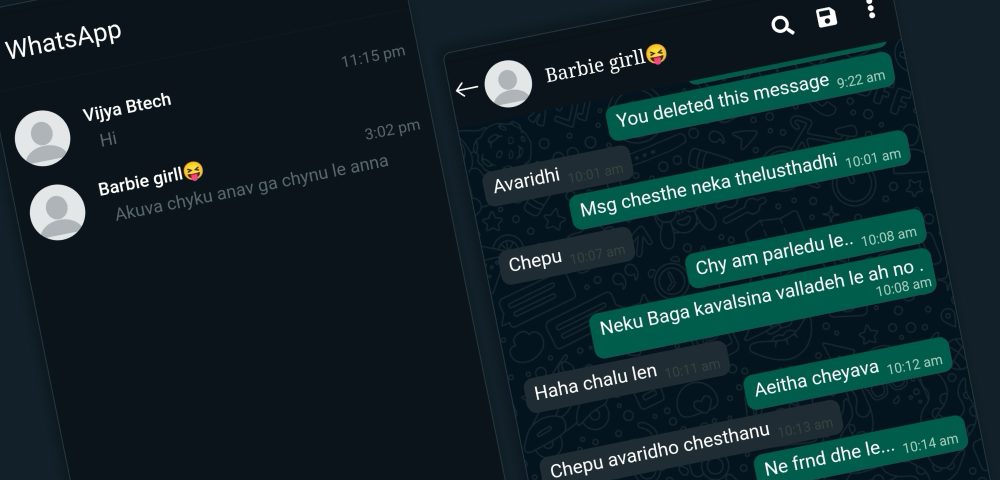 WhatsApp
11:15 pm
Vijya Btech
Hi
3:02 pm
Barbie girll😝
Akuva chyku anav ga chynu le anna
Barbie girll😝
You deleted this message 9:22 am
Avaridhi 10:01 am
Msg chesthe neka thelusthadhi 10:01 am
Chepu 10:07 am
Chy am parledu le.. 10:08 am
Neku Baga kavalsina valladeh le ah no .
10:08 am
Haha chalu len 10:11 am
Aeitha cheyava 10:12 am
Chepu avaridho chesthanu 10:13 am
Ne frnd dhe le... 10:14 am